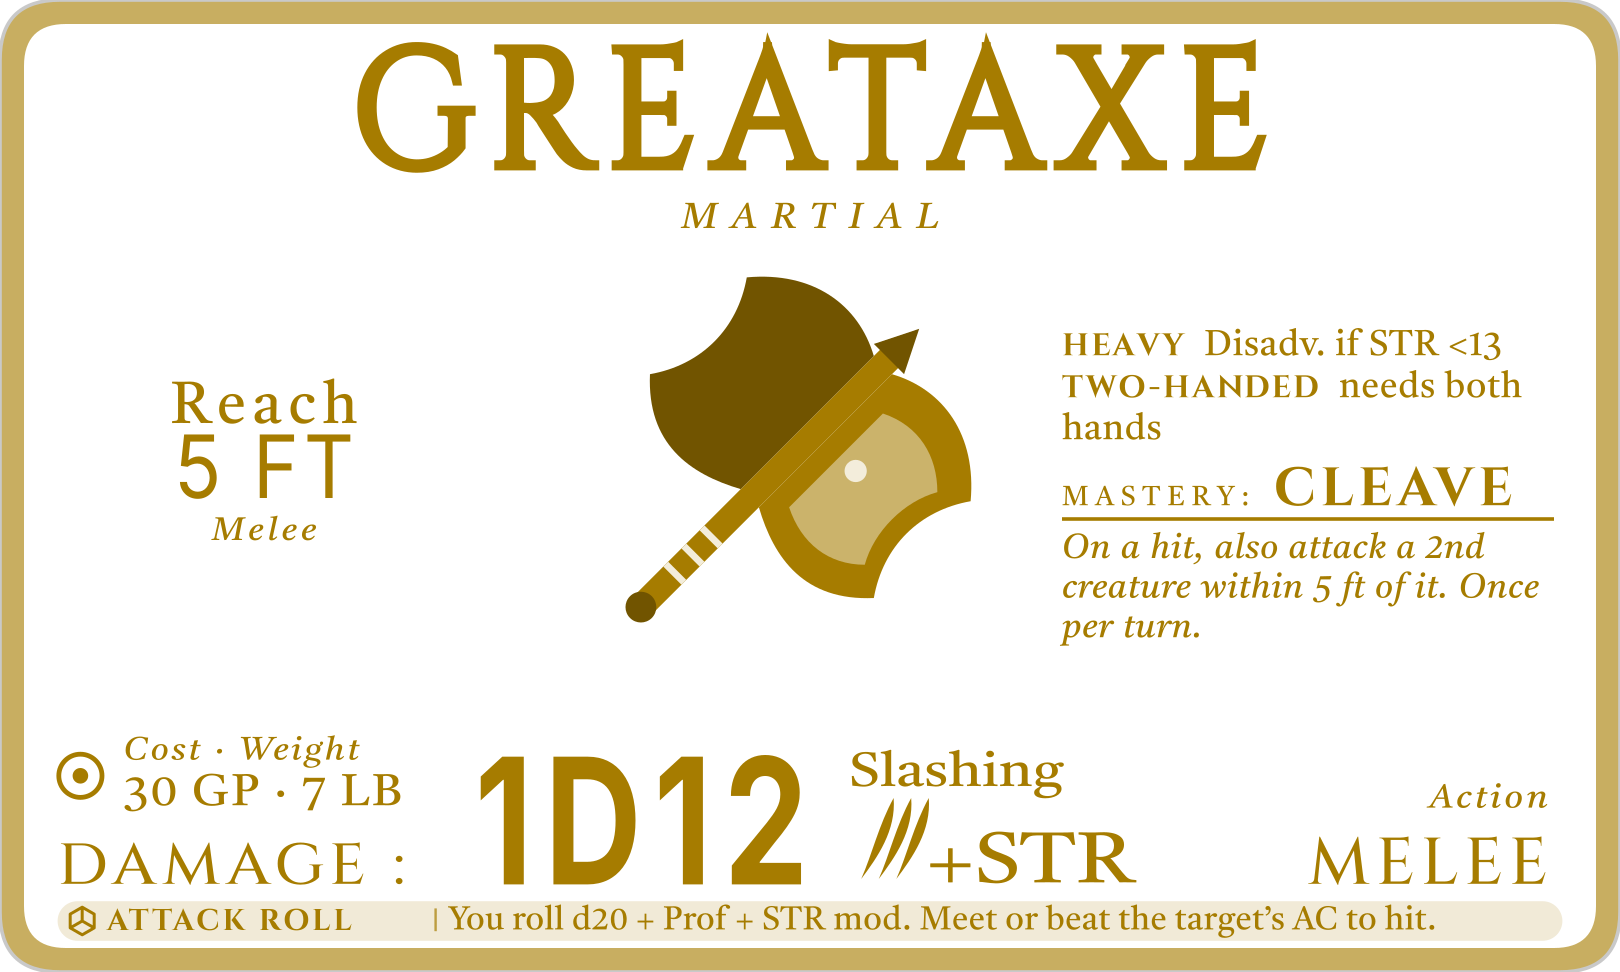 GREATAXE
MARTIAL
Reach
5 FT
Melee
HEAVY Disadv. if STR <13
TWO-HANDED needs both
hands
MASTERY: CLEAVE
On a hit, also attack a 2nd
creature within 5 ft of it. Once
per turn.
Cost · Weight
30 GP · 7 LB
DAMAGE :
1D12
Slashing
+STR
Action
MELEE
ATTACK ROLL | You roll d20 + Prof + STR mod. Meet or beat the target’s AC to hit.